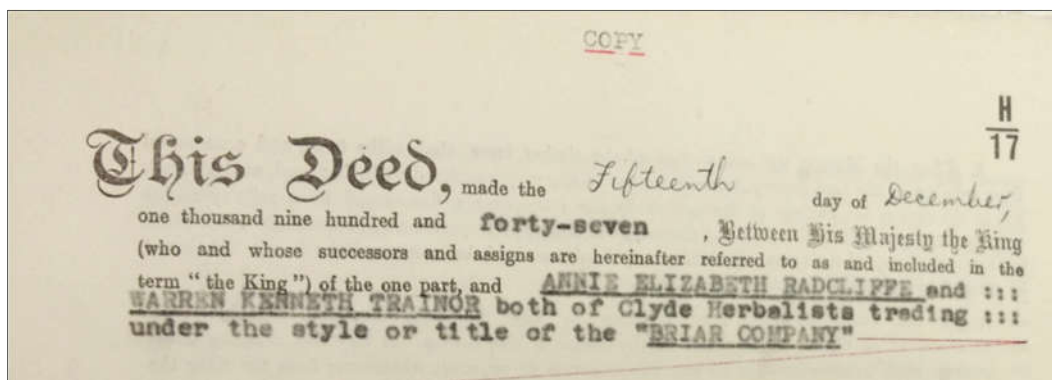 COPY
H
17
This Deed, made the Fifteenth day of December,
one thousand nine hundred and forty-seven , Between His Majesty the King
(who and whose successors and assigns are hereinafter referred to as and included in the
term "the King") of the one part, and ANNIE ELIZABETH RADCLIFFE and :::
WARREN KENNETH TRAINOR both of Clyde Herbalists trading :::
under the style or title of the "BRIAR COMPANY"